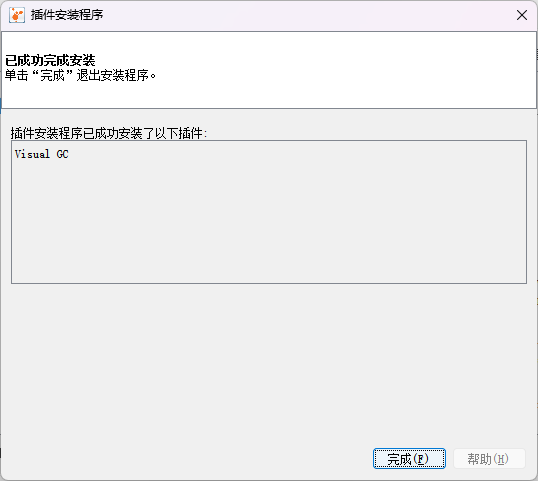 插件安装程序
已成功完成安装
单击“完成”退出安装程序。
插件安装程序已成功安装了以下插件:
Visual GC
完成(F)
帮助(H)